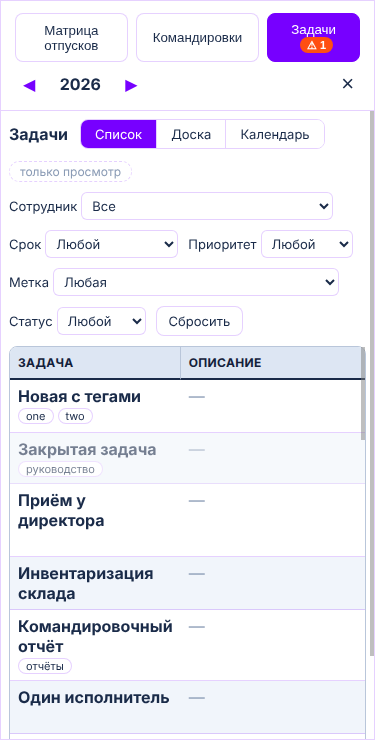 Матрица
отпусков
Командировки
Задачи
⚠ 1
◀ 2026 ▶ ×
Задачи Список Доска Календарь
только просмотр
Сотрудник Все
Срок Любой Приоритет Любой
Метка Любая
Статус Любой Сбросить
ЗАДАЧА ОПИСАНИЕ
Новая с тегами —
one two
Закрытая задача —
руководство
Приём у —
директора
Инвентаризация —
склада
Командировочный —
отчёт
отчёты
Один исполнитель —